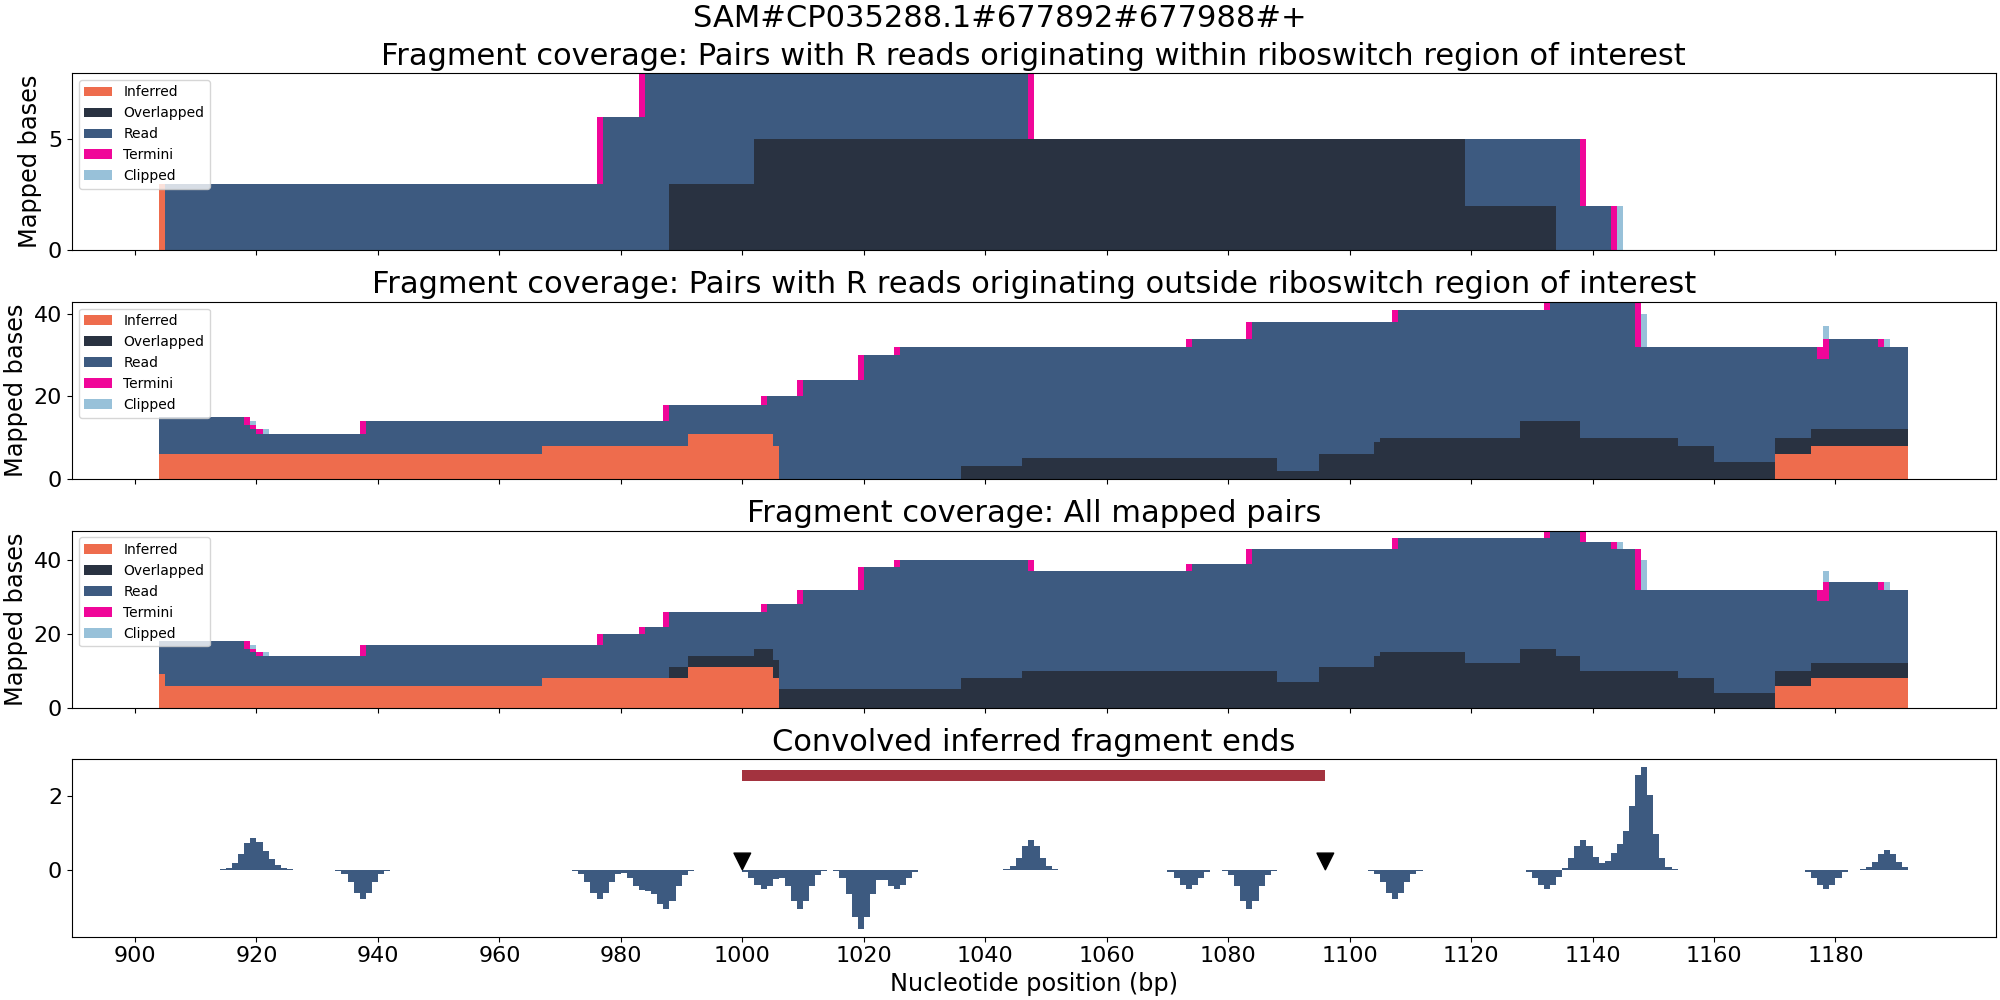 SAM#CP035288.1#677892#677988#+
Fragment coverage: Pairs with R reads originating within riboswitch region of interest
Mapped bases
5
0
Inferred
Overlapped
Read
Termini
Clipped
Fragment coverage: Pairs with R reads originating outside riboswitch region of interest
Mapped bases
40
20
0
Inferred
Overlapped
Read
Termini
Clipped
Fragment coverage: All mapped pairs
Mapped bases
40
20
0
Inferred
Overlapped
Read
Termini
Clipped
Convolved inferred fragment ends
2
0
900 920 940 960 980 1000 1020 1040 1060 1080 1100 1120 1140 1160 1180
Nucleotide position (bp)